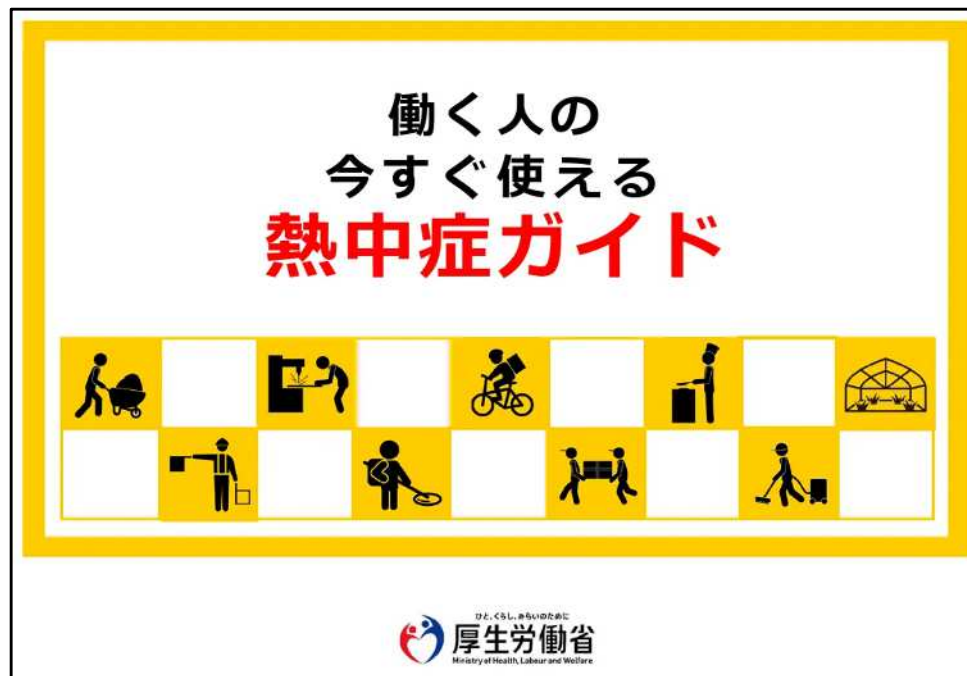 働く人の
今すぐ使える
熱中症ガイド
ひと、くらし、みらいのために
厚生労働省
Ministry of Health, Labour and Welfare